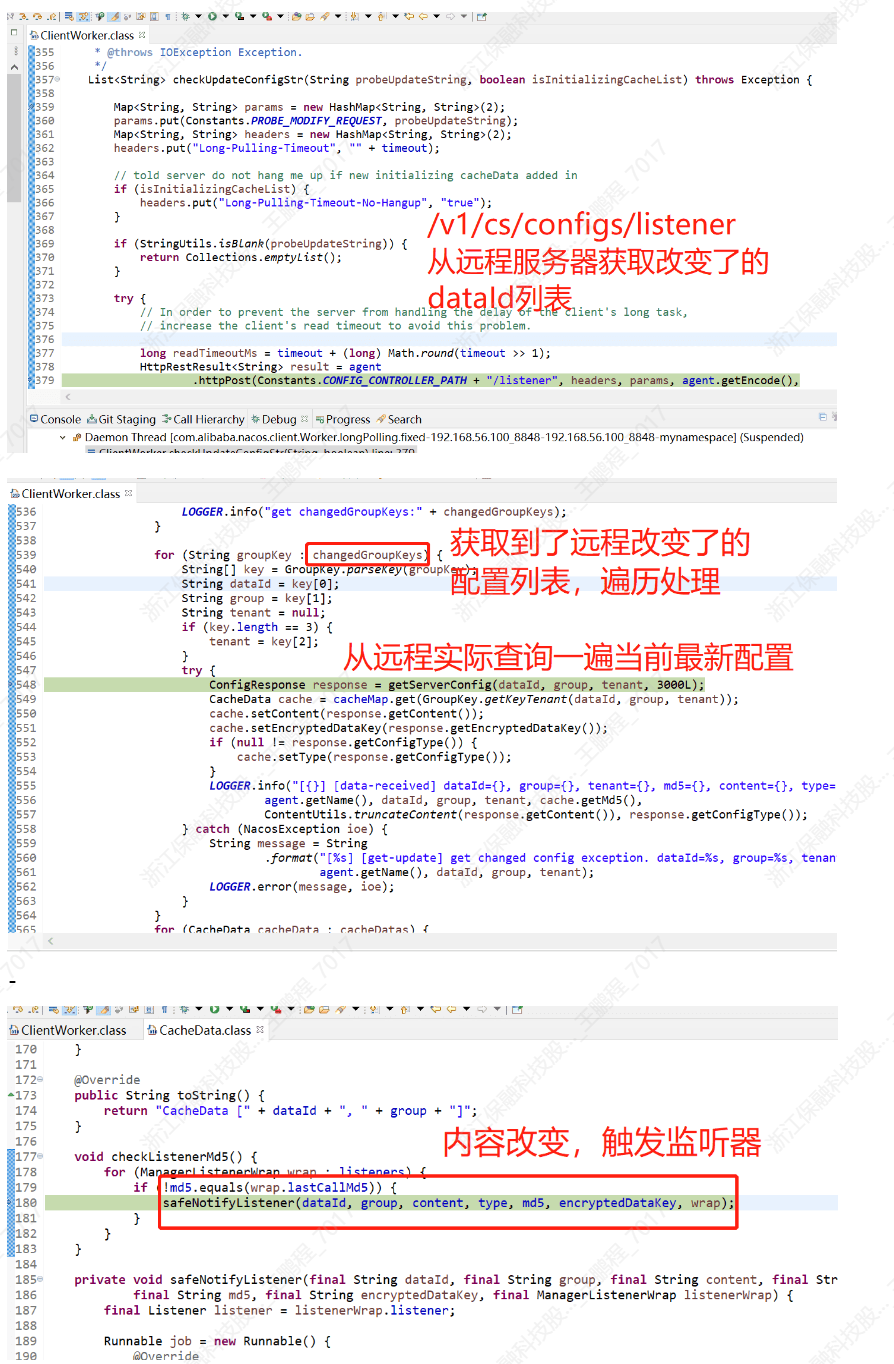 ClientWorker.class
355 * @throws IOException Exception.
356 */
357 List<String> checkUpdateConfigStr(String probeUpdateString, boolean isInitializingCacheList) throws Exception {
358
359 Map<String, String> params = new HashMap<String, String>(2);
360 params.put(Constants.PROBE_MODIFY_REQUEST, probeUpdateString);
361 Map<String, String> headers = new HashMap<String, String>(2);
362 headers.put("Long-Pulling-Timeout", "" + timeout);
363
364 // told server do not hang me up if new initializing cacheData added in
365 if (isInitializingCacheList) {
366 headers.put("Long-Pulling-Timeout-No-Hangup", "true");
367 }
368
369 if (StringUtils.isBlank(probeUpdateString)) {
370 return Collections.emptyList();
371 }
372
373 try {
374 // In order to prevent the server from handling the delay of the client's long task,
375 // increase the client's read timeout to avoid this problem.
376
377 long readTimeoutMs = timeout + (long) Math.round(timeout >> 1);
378 HttpRestResult<String> result = agent
379 .httpPost(Constants.CONFIG_CONTROLLER_PATH + "/listener", headers, params, agent.getEncode(),
/v1/cs/configs/listener
从远程服务器获取改变了的
dataId列表
Console Git Staging Call Hierarchy Debug Progress Search
Daemon Thread [com.alibaba.nacos.client.Worker.longPolling.fixed-192.168.56.100_8848-192.168.56.100_8848-mynamespace] (Suspended)
ClientWorker.checkUpdateConfigStr(String, boolean) line: 379
ClientWorker.class
536 LOGGER.info("get changedGroupKeys:" + changedGroupKeys);
537 }
538
539 for (String groupKey : changedGroupKeys) {
540 String[] key = GroupKey.parseKey(groupKey);
541 String dataId = key[0];
542 String group = key[1];
543 String tenant = null;
544 if (key.length == 3) {
545 tenant = key[2];
546 }
547 try {
548 ConfigResponse response = getServerConfig(dataId, group, tenant, 3000L);
549 CacheData cache = cacheMap.get(GroupKey.getKeyTenant(dataId, group, tenant));
550 cache.setContent(response.getContent());
551 cache.setEncryptedDataKey(response.getEncryptedDataKey());
552 if (null != response.getConfigType()) {
553 cache.setType(response.getConfigType());
554 }
555 LOGGER.info("[{}] [data-received] dataId={}, group={}, tenant={}, md5={}, content={}, type=
556 agent.getName(), dataId, group, tenant, cache.getMd5(),
557 ContentUtils.truncateContent(response.getContent()), response.getConfigType());
558 } catch (NacosException ioe) {
559 String message = String
560 .format("[%s] [get-update] get changed config exception. dataId=%s, group=%s, tenan
561 agent.getName(), dataId, group, tenant);
562 LOGGER.error(message, ioe);
563 }
564 }
565 for (CacheData cacheData : cacheDatas) {
获取到了远程改变了的
配置列表，遍历处理
从远程实际查询一遍当前最新配置
-
ClientWorker.class CacheData.class
170 }
171
172 @Override
173 public String toString() {
174 return "CacheData [" + dataId + ", " + group + "]";
175 }
176
177 void checkListenerMd5() {
178 for (ManagerListenerWrap wrap : listeners) {
179 if (!md5.equals(wrap.lastCallMd5)) {
180 safeNotifyListener(dataId, group, content, type, md5, encryptedDataKey, wrap);
181 }
182 }
183 }
184
185 private void safeNotifyListener(final String dataId, final String group, final String content, final Str
186 final String md5, final String encryptedDataKey, final ManagerListenerWrap listenerWrap) {
187 final Listener listener = listenerWrap.listener;
188
189 Runnable job = new Runnable() {
190 @Override
内容改变，触发监听器
浙江保融科技股... 王鹏程_7017